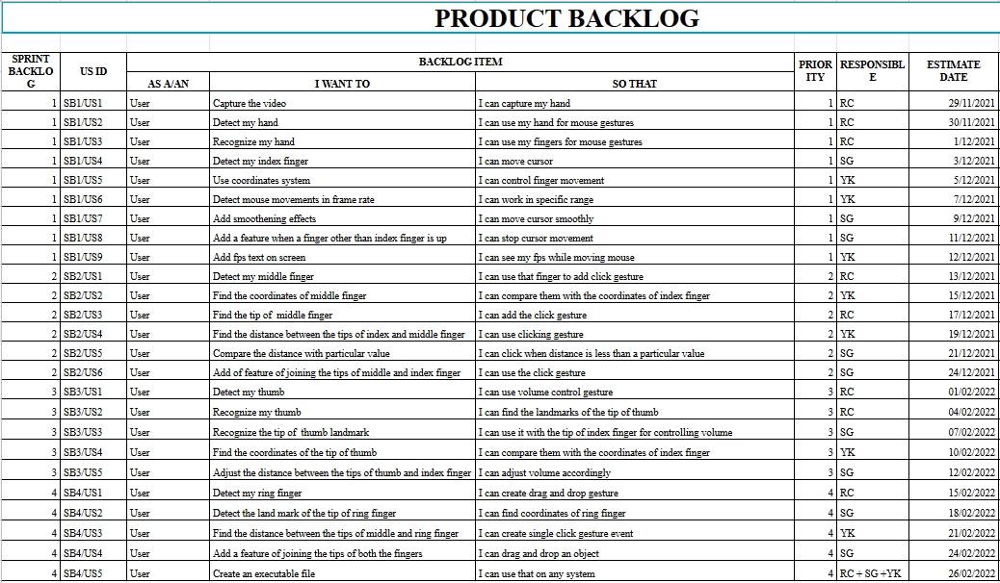 PRODUCT BACKLOG
SPRINT BACKLO G US ID BACKLOG ITEM PRIOR ITY RESPONSIBL E ESTIMATE DATE
AS A/AN I WANT TO SO THAT
1 SB1/US1 User Capture the video I can capture my hand 1 RC 29/11/2021
1 SB1/US2 User Detect my hand I can use my hand for mouse gestures 1 RC 30/11/2021
1 SB1/US3 User Recognize my hand I can use my fingers for mouse gestures 1 RC 1/12/2021
1 SB1/US4 User Detect my index finger I can move cursor 1 SG 3/12/2021
1 SB1/US5 User Use coordinates system I can control finger movement 1 YK 5/12/2021
1 SB1/US6 User Detect mouse movements in frame rate I can work in specific range 1 YK 7/12/2021
1 SB1/US7 User Add smoothening effects I can move cursor smoothly 1 SG 9/12/2021
1 SB1/US8 User Add a feature when a finger other than index finger is up I can stop cursor movement 1 SG 11/12/2021
1 SB1/US9 User Add fps text on screen I can see my fps while moving mouse 1 YK 12/12/2021
2 SB2/US1 User Detect my middle finger I can use that finger to add click gesture 2 RC 13/12/2021
2 SB2/US2 User Find the coordinates of middle finger I can compare them with the coordinates of index finger 2 YK 15/12/2021
2 SB2/US3 User Find the tip of middle finger I can add the click gesture 2 RC 17/12/2021
2 SB2/US4 User Find the distance between the tips of index and middle finger I can use clicking gesture 2 YK 19/12/2021
2 SB2/US5 User Compare the distance with particular value I can click when distance is less than a particular value 2 SG 21/12/2021
2 SB2/US6 User Add of feature of joining the tips of middle and index finger I can use the click gesture 2 SG 24/12/2021
3 SB3/US1 User Detect my thumb I can use volume control gesture 3 RC 01/02/2022
3 SB3/US2 User Recognize my thumb I can find the landmarks of the tip of thumb 3 RC 04/02/2022
3 SB3/US3 User Recognize the tip of thumb landmark I can use it with the tip of index finger for controlling volume 3 SG 07/02/2022
3 SB3/US4 User Find the coordinates of the tip of thumb I can compare them with the coordinates of index finger 3 YK 10/02/2022
3 SB3/US5 User Adjust the distance between the tips of thumb and index finger I can adjust volume accordingly 3 SG 12/02/2022
4 SB4/US1 User Detect my ring finger I can create drag and drop gesture 4 RC 15/02/2022
4 SB4/US2 User Detect the land mark of the tip of ring finger I can find coordinates of ring finger 4 SG 18/02/2022
4 SB4/US3 User Find the distance between the tips of middle and ring finger I can create single click gesture event 4 YK 21/02/2022
4 SB4/US4 User Add a feature of joining the tips of both the fingers I can drag and drop an object 4 SG 24/02/2022
4 SB4/US5 User Create an executable file I can use that on any system 4 RC + SG +YK 26/02/2022